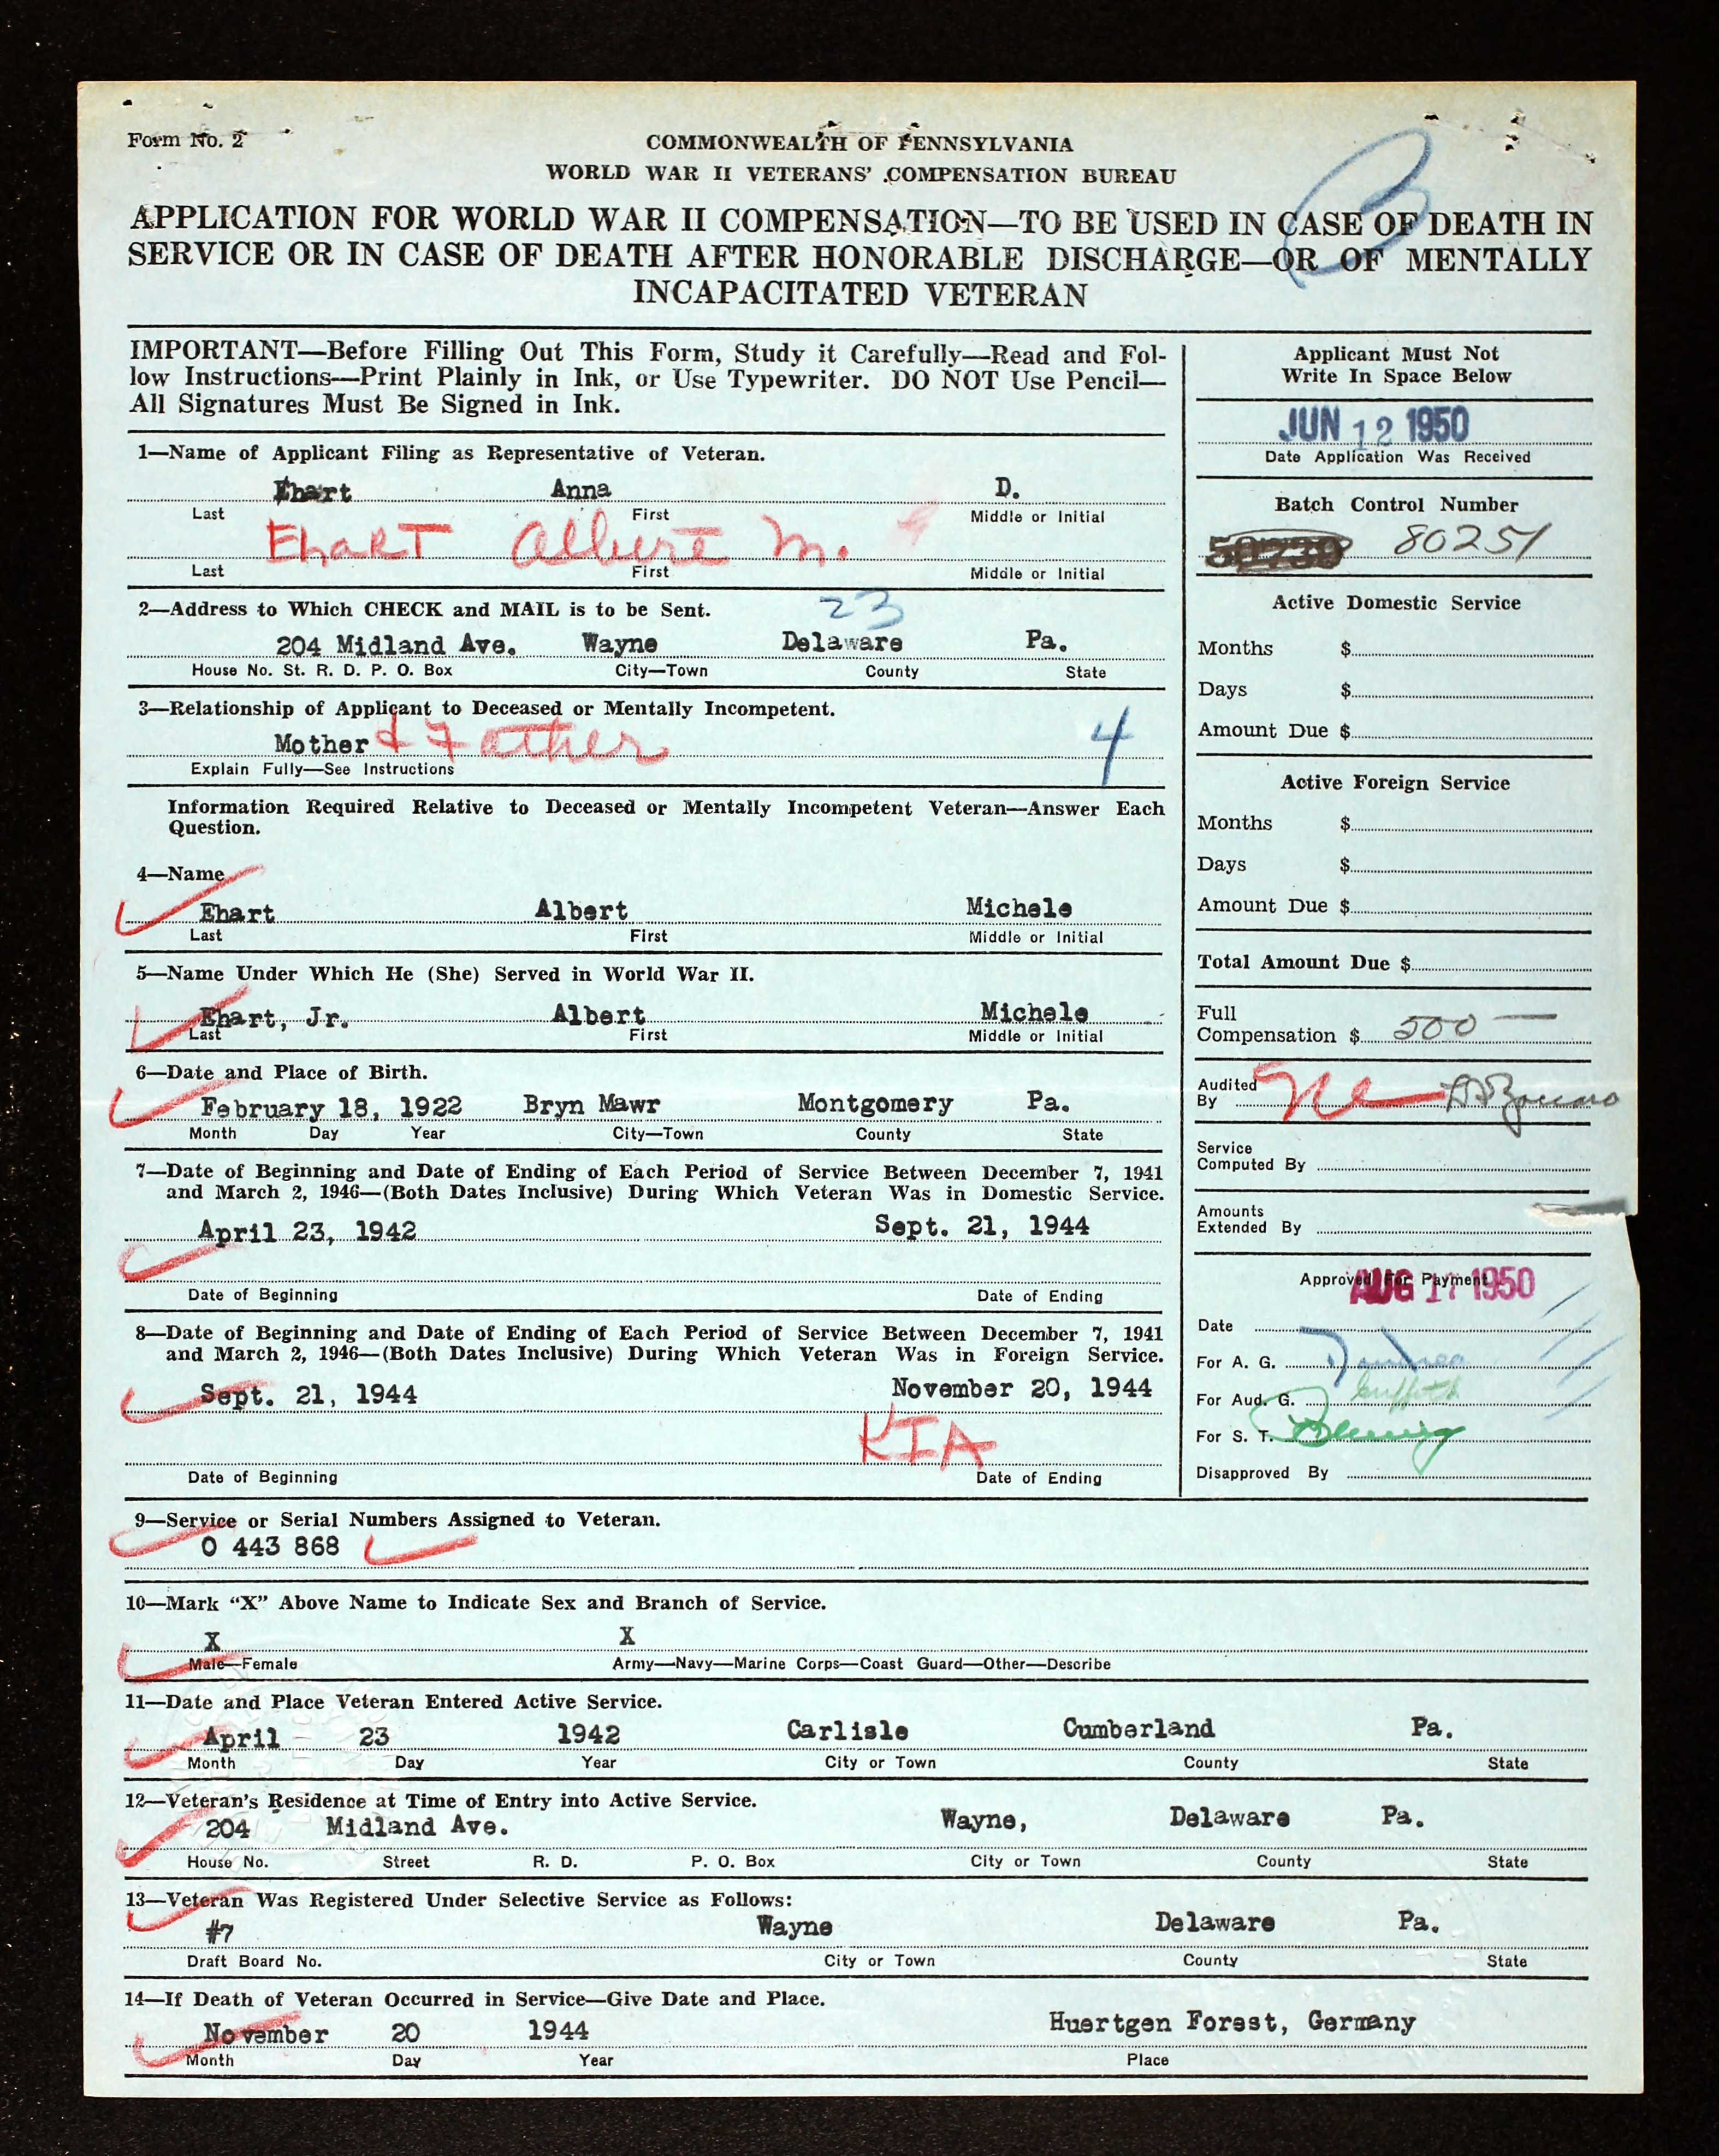 Form No. 2
COMMONWEALTH OF PENNSYLVANIA
WORLD WAR II VETERANS' COMPENSATION BUREAU
APPLICATION FOR WORLD WAR II COMPENSATION—TO BE USED IN CASE OF DEATH IN
SERVICE OR IN CASE OF DEATH AFTER HONORABLE DISCHARGE—OR OF MENTALLY
INCAPACITATED VETERAN
B
IMPORTANT—Before Filling Out This Form, Study it Carefully—Read and Fol-
low Instructions—Print Plainly in Ink, or Use Typewriter. DO NOT Use Pencil—
All Signatures Must Be Signed in Ink.
1—Name of Applicant Filing as Representative of Veteran.
Ehart Anna D.
Last First Middle or Initial
Ehart Albert M.
Last First Middle or Initial
2—Address to Which CHECK and MAIL is to be Sent. 23
204 Midland Ave. Wayne Delaware Pa.
House No. St. R. D. P. O. Box City—Town County State
3—Relationship of Applicant to Deceased or Mentally Incompetent.
Mother & Father 4
Explain Fully—See Instructions
Information Required Relative to Deceased or Mentally Incompetent Veteran—Answer Each
Question.
4—Name
Ehart Albert Michele
Last First Middle or Initial
5—Name Under Which He (She) Served in World War II.
Ehart, Jr. Albert Michele
Last First Middle or Initial
6—Date and Place of Birth.
February 18, 1922 Bryn Mawr Montgomery Pa.
Month Day Year City—Town County State
7—Date of Beginning and Date of Ending of Each Period of Service Between December 7, 1941
and March 2, 1946—(Both Dates Inclusive) During Which Veteran Was in Domestic Service.
April 23, 1942 Sept. 21, 1944
Date of Beginning Date of Ending
8—Date of Beginning and Date of Ending of Each Period of Service Between December 7, 1941
and March 2, 1946—(Both Dates Inclusive) During Which Veteran Was in Foreign Service.
Sept. 21, 1944 November 20, 1944
KIA
Date of Beginning Date of Ending
Applicant Must Not
Write In Space Below
JUN 12 1950
Date Application Was Received
Batch Control Number
80251
Active Domestic Service
Months $
Days $
Amount Due $
Active Foreign Service
Months $
Days $
Amount Due $
Total Amount Due $
Full
Compensation $ 500 —
Audited
By
Service
Computed By
Amounts
Extended By
Approved For Payment
AUG 17 1950
Date
For A. G.
For Aud. G.
For S. T.
Disapproved By
9—Service or Serial Numbers Assigned to Veteran.
O 443 868
10—Mark "X" Above Name to Indicate Sex and Branch of Service.
X X
Male—Female Army—Navy—Marine Corps—Coast Guard—Other—Describe
11—Date and Place Veteran Entered Active Service.
April 23 1942 Carlisle Cumberland Pa.
Month Day Year City or Town County State
12—Veteran's Residence at Time of Entry into Active Service.
204 Midland Ave. Wayne, Delaware Pa.
House No. Street R. D. P. O. Box City or Town County State
13—Veteran Was Registered Under Selective Service as Follows:
#7 Wayne Delaware Pa.
Draft Board No. City or Town County State
14—If Death of Veteran Occurred in Service—Give Date and Place.
November 20 1944 Huertgen Forest, Germany
Month Day Year Place